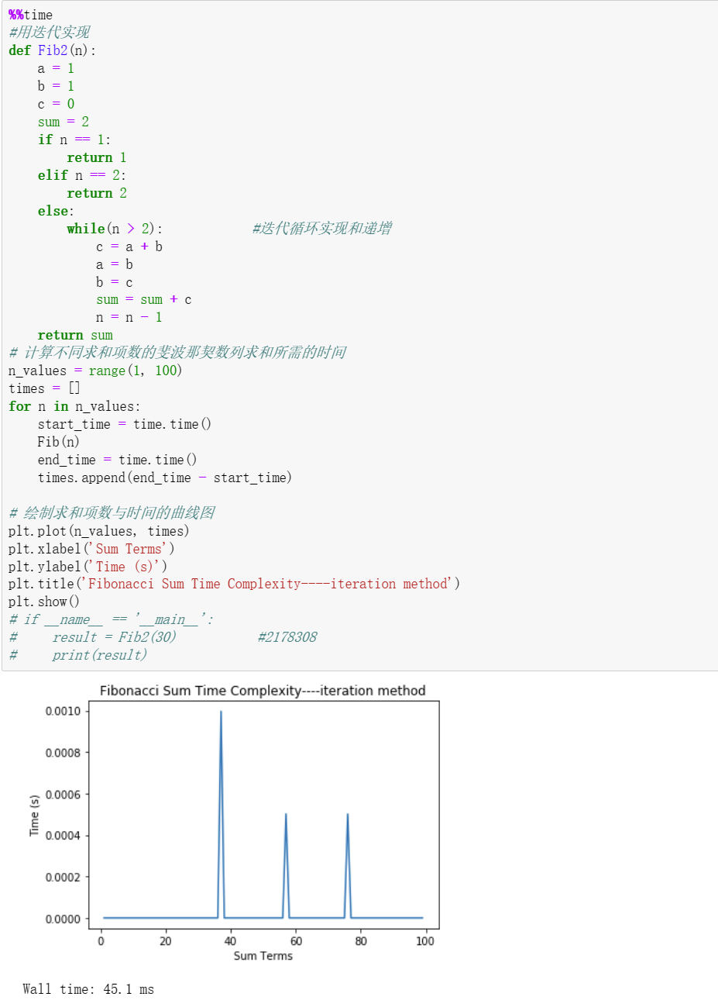 %%time
#用迭代实现
def Fib2(n):
    a = 1
    b = 1
    c = 0
    sum = 2
    if n == 1:
        return 1
    elif n == 2:
        return 2
    else:
        while(n > 2):            #迭代循环实现和递增
            c = a + b
            a = b
            b = c
            sum = sum + c
            n = n - 1
    return sum
# 计算不同求和项数的斐波那契数列求和所需的时间
n_values = range(1, 100)
times = []
for n in n_values:
    start_time = time.time()
    Fib(n)
    end_time = time.time()
    times.append(end_time - start_time)
# 绘制求和项数与时间的曲线图
plt.plot(n_values, times)
plt.xlabel('Sum Terms')
plt.ylabel('Time (s)')
plt.title('Fibonacci Sum Time Complexity----iteration method')
plt.show()
# if __name__ == '__main__':
#     result = Fib2(30)           #2178308
#     print(result)
Fibonacci Sum Time Complexity----iteration method
0.0010
0.0008
0.0006
0.0004
0.0002
0.0000
Time (s)
0 20 40 60 80 100
Sum Terms
Wall time: 45.1 ms